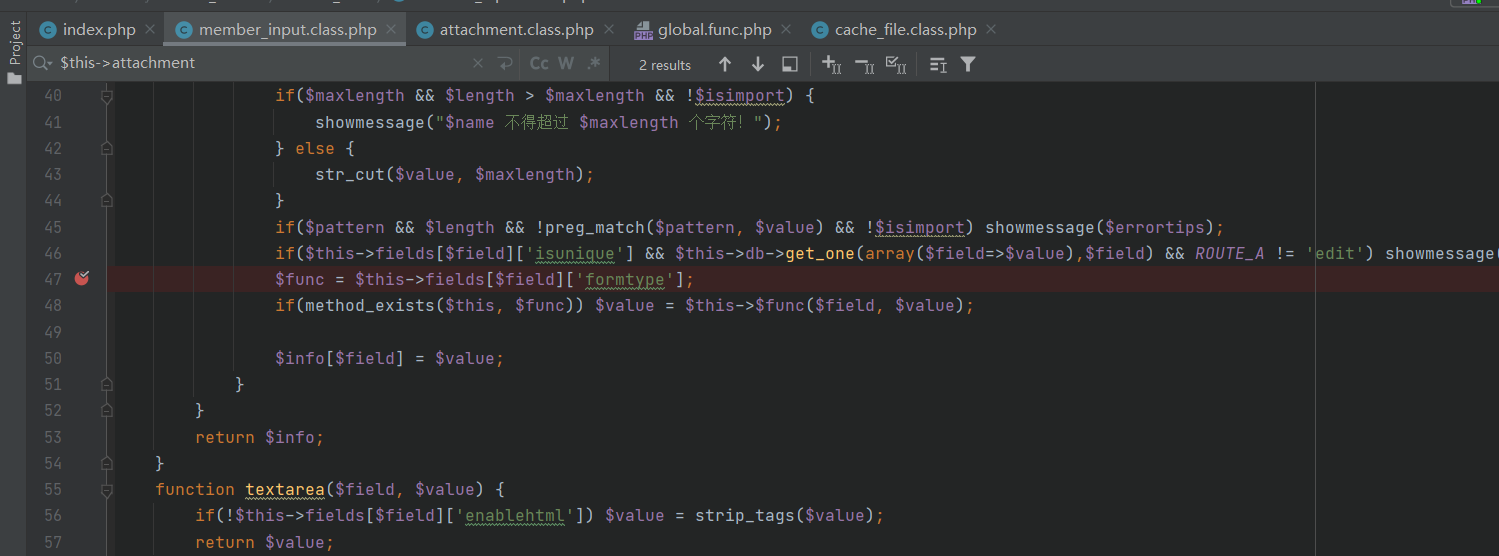 Project
index.php member_input.class.php attachment.class.php global.func.php cache_file.class.php
$this->attachment Cc W .* 2 results
40 if($maxlength && $length > $maxlength && !$isimport) {
41 showmessage("$name 不得超过 $maxlength 个字符！");
42 } else {
43 str_cut($value, $maxlength);
44 }
45 if($pattern && $length && !preg_match($pattern, $value) && !$isimport) showmessage($errortips);
46 if($this->fields[$field]['isunique'] && $this->db->get_one(array($field=>$value),$field) && ROUTE_A != 'edit') showmessage(
47 $func = $this->fields[$field]['formtype'];
48 if(method_exists($this, $func)) $value = $this->$func($field, $value);
49
50 $info[$field] = $value;
51 }
52 }
53 return $info;
54 }
55 function textarea($field, $value) {
56 if(!$this->fields[$field]['enablehtml']) $value = strip_tags($value);
57 return $value;